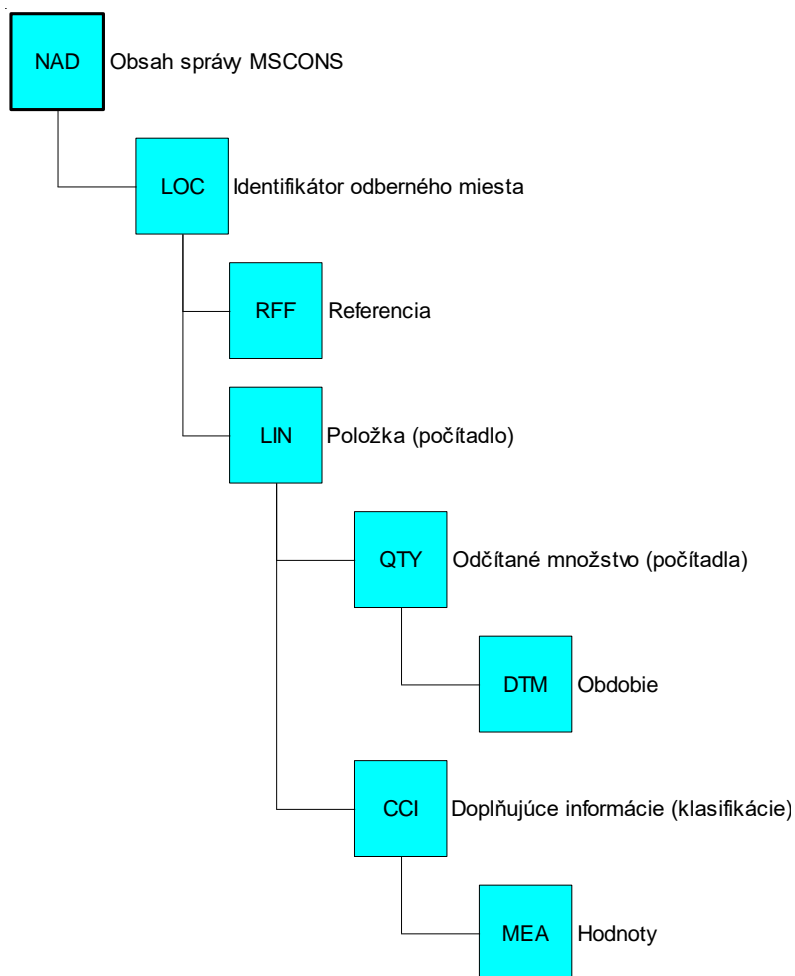 NAD Obsah správy MSCONS
LOC Identifikátor odberného miesta
RFF Referencia
LIN Položka (počítadlo)
QTY Odčítané množstvo (počítadla)
DTM Obdobie
CCI Doplňujúce informácie (klasifikácie)
MEA Hodnoty